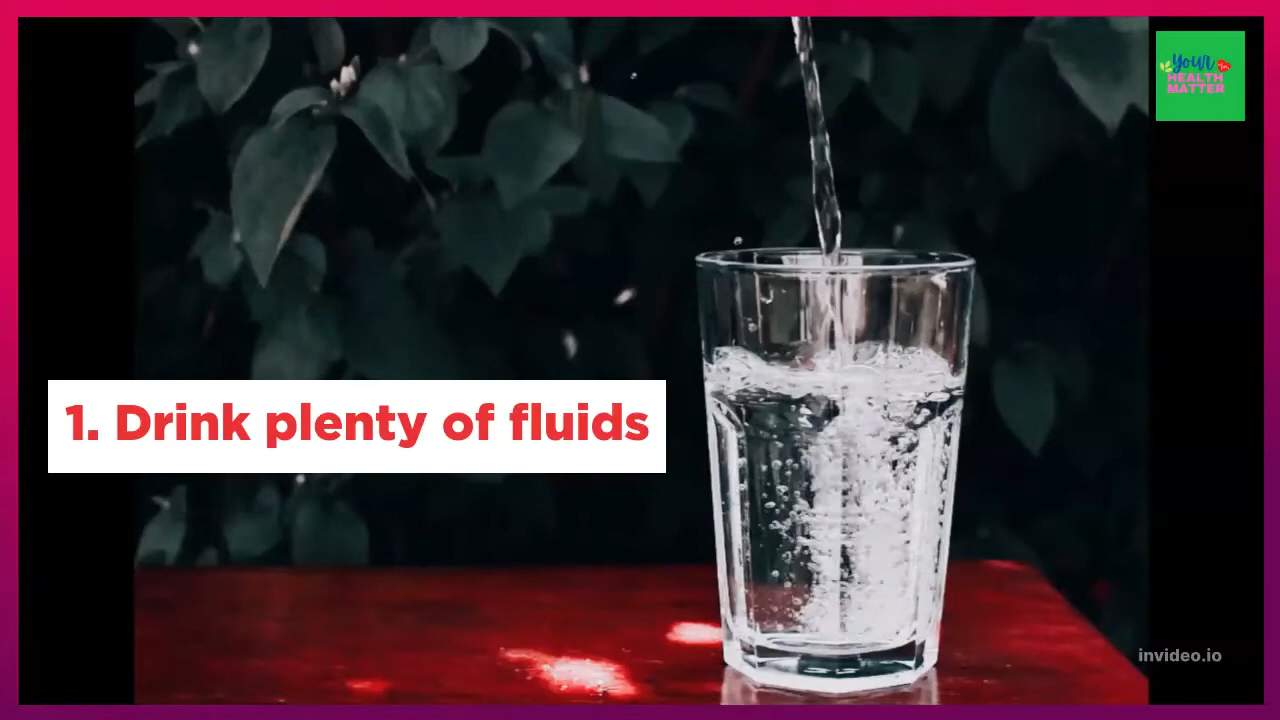 Your
HEALTH
MATTER
1. Drink plenty of fluids
invideo.io